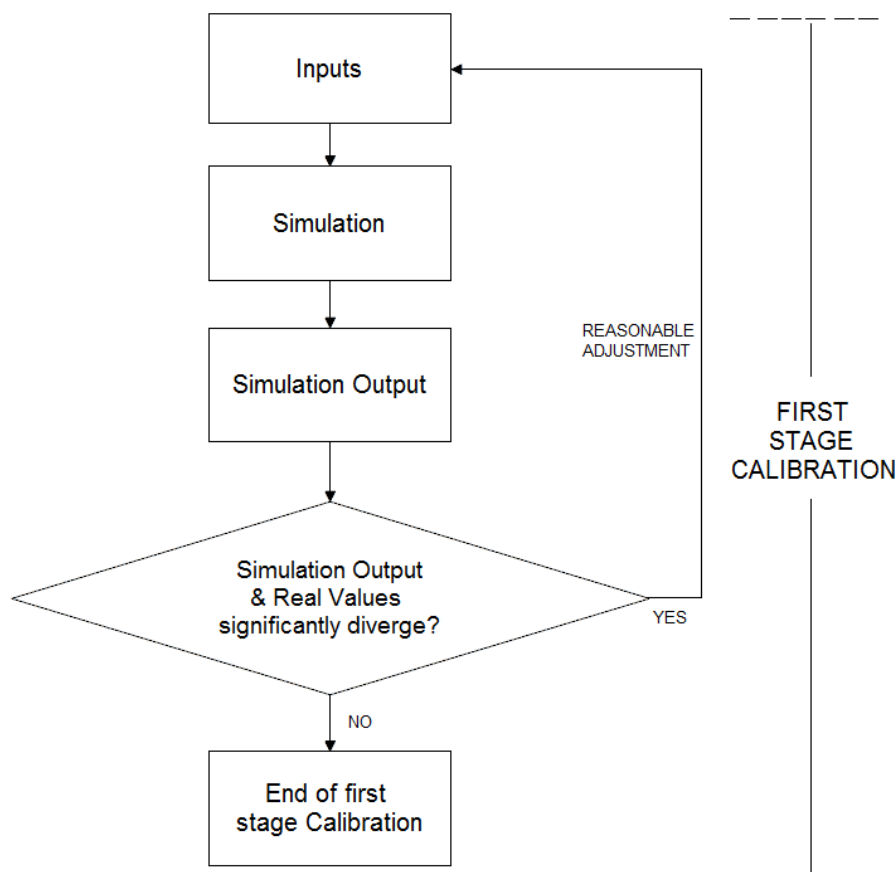 Inputs
Simulation
Simulation Output
REASONABLE
ADJUSTMENT
Simulation Output
& Real Values
significantly diverge?
YES
NO
End of first
stage Calibration
FIRST
STAGE
CALIBRATION